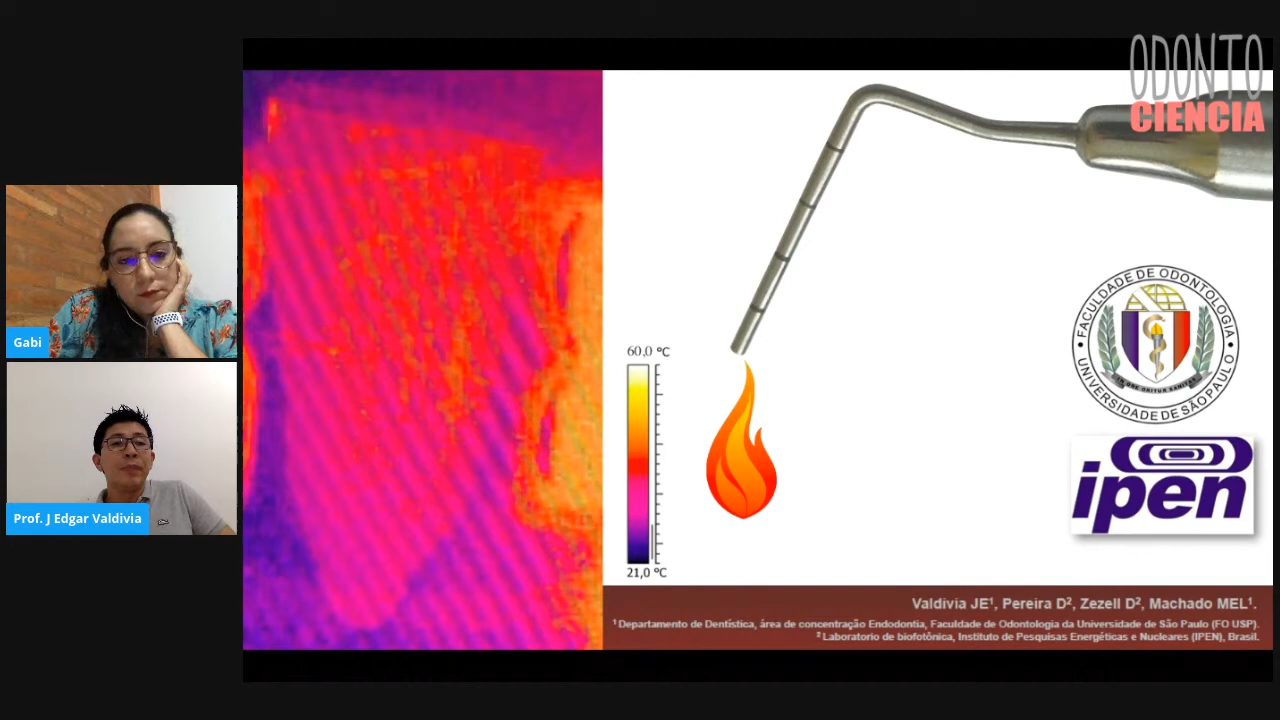 ODONTO
CIENCIA
Gabi
Prof. J Edgar Valdivia
60,0 ºC
21,0 ºC
FACULDADE DE ODONTOLOGIA
UNIVERSIDADE DE SÃO PAULO
ipen
Valdivia JE¹, Pereira D², Zezell D², Machado MEL¹.
¹ Departamento de Dentística, área de concentração Endodontia, Faculdade de Odontologia da Universidade de São Paulo (FO USP).
² Laboratorio de biofotônica, Instituto de Pesquisas Energéticas e Nucleares (IPEN), Brasil.